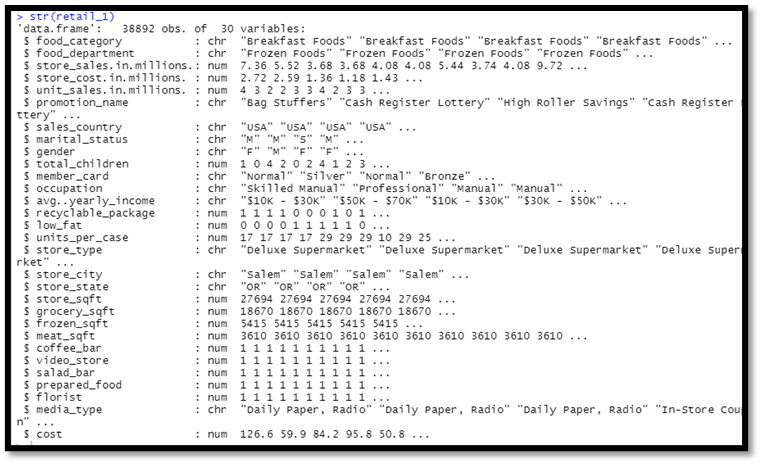 > str(retail_1)
'data.frame':   38892 obs. of  30 variables:
 $ food_category          : chr  "Breakfast Foods" "Breakfast Foods" "Breakfast Foods" "Breakfast Foods" ...
 $ food_department        : chr  "Frozen Foods" "Frozen Foods" "Frozen Foods" "Frozen Foods" ...
 $ store_sales.in.millions.: num  7.36 5.52 3.68 3.68 4.08 4.08 5.44 3.74 4.08 9.72 ...
 $ store_cost.in.millions. : num  2.72 2.59 1.36 1.18 1.43 ...
 $ unit_sales.in.millions. : num  4 3 2 2 3 3 4 2 3 3 ...
 $ promotion_name         : chr  "Bag Stuffers" "Cash Register Lottery" "High Roller Savings" "Cash Register
ttery" ...
 $ sales_country          : chr  "USA" "USA" "USA" "USA" ...
 $ marital_status         : chr  "M" "M" "S" "M" ...
 $ gender                 : chr  "F" "M" "F" "F" ...
 $ total_children         : num  1 0 4 2 0 2 4 1 2 3 ...
 $ member_card            : chr  "Normal" "Silver" "Normal" "Bronze" ...
 $ occupation             : chr  "Skilled Manual" "Professional" "Manual" "Manual" ...
 $ avg..yearly_income     : chr  "$10K - $30K" "$50K - $70K" "$10K - $30K" "$30K - $50K" ...
 $ recyclable_package     : num  1 1 1 1 0 0 0 1 0 1 ...
 $ low_fat                : num  0 0 0 0 1 1 1 1 1 0 ...
 $ units_per_case         : num  17 17 17 17 29 29 29 10 29 25 ...
 $ store_type             : chr  "Deluxe Supermarket" "Deluxe Supermarket" "Deluxe Supermarket" "Deluxe Super
rket" ...
 $ store_city             : chr  "Salem" "Salem" "Salem" "Salem" ...
 $ store_state            : chr  "OR" "OR" "OR" "OR" ...
 $ store_sqft             : num  27694 27694 27694 27694 27694 ...
 $ grocery_sqft           : num  18670 18670 18670 18670 18670 ...
 $ frozen_sqft            : num  5415 5415 5415 5415 5415 ...
 $ meat_sqft              : num  3610 3610 3610 3610 3610 3610 3610 3610 3610 3610 ...
 $ coffee_bar             : num  1 1 1 1 1 1 1 1 1 1 ...
 $ video_store            : num  1 1 1 1 1 1 1 1 1 1 ...
 $ salad_bar              : num  1 1 1 1 1 1 1 1 1 1 ...
 $ prepared_food          : num  1 1 1 1 1 1 1 1 1 1 ...
 $ florist                : num  1 1 1 1 1 1 1 1 1 1 ...
 $ media_type             : chr  "Daily Paper, Radio" "Daily Paper, Radio" "Daily Paper, Radio" "In-Store Cou
n" ...
 $ cost                   : num  126.6 59.9 84.2 95.8 50.8 ...